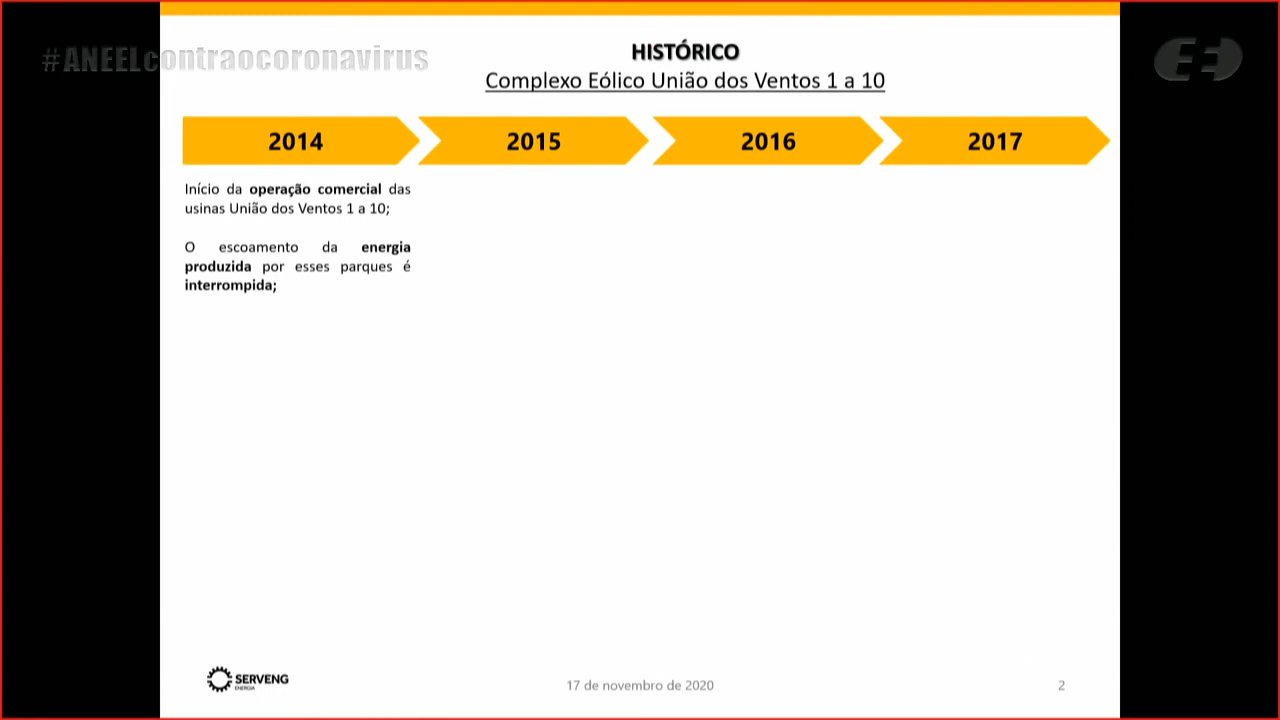 #ANEELcontraocoronavirus
HISTÓRICO
Complexo Eólico União dos Ventos 1 a 10
2014
2015
2016
2017
Início da operação comercial das
usinas União dos Ventos 1 a 10;
O escoamento da energia
produzida por esses parques é
interrompida;
SERVENG
ENERGIA
17 de novembro de 2020
2